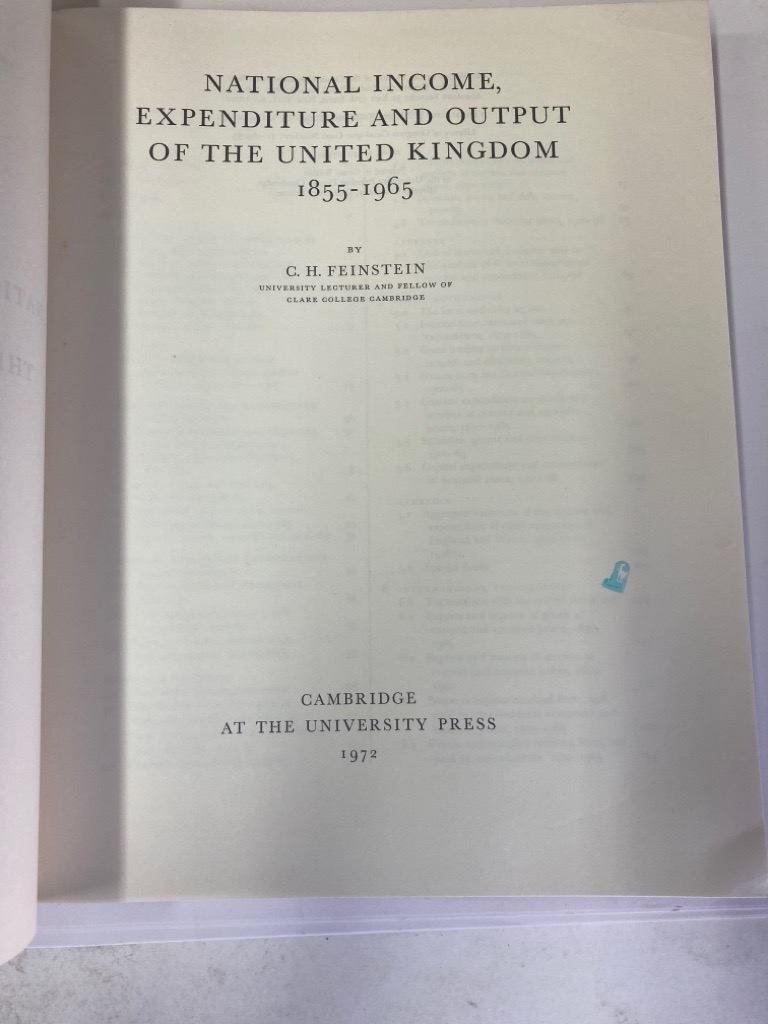 NATIONAL INCOME,
EXPENDITURE AND OUTPUT
OF THE UNITED KINGDOM
1855-1965
BY
C. H. FEINSTEIN
UNIVERSITY LECTURER AND FELLOW OF
CLARE COLLEGE CAMBRIDGE
CAMBRIDGE
AT THE UNIVERSITY PRESS
1972